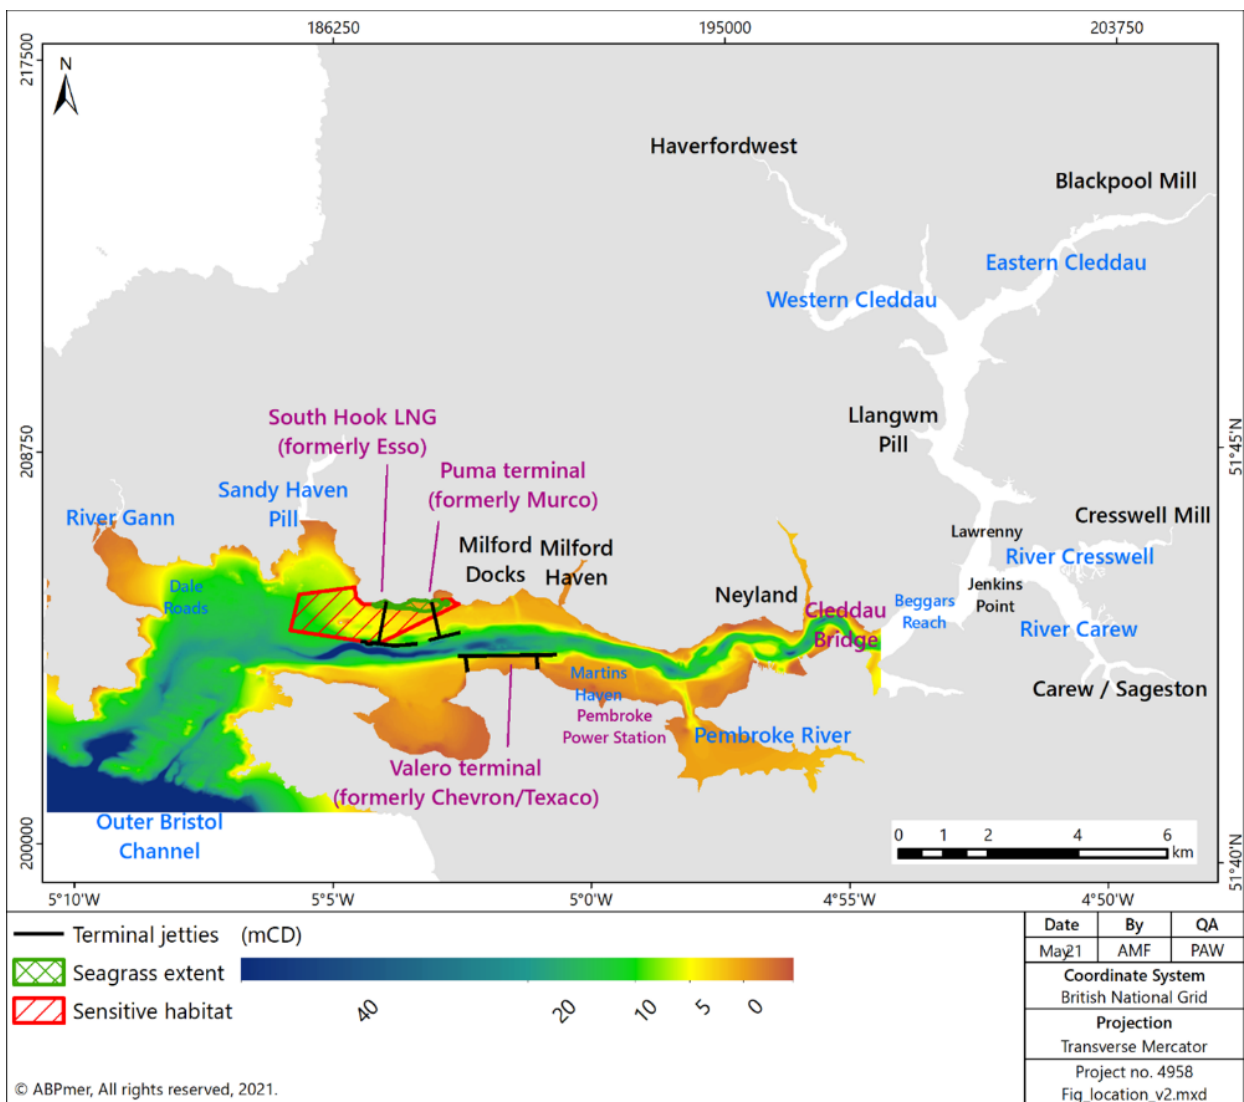 186250
195000
203750
217500
N
Haverfordwest
Blackpool Mill
Eastern Cleddau
Western Cleddau
South Hook LNG
(formerly Esso)
Llangwm
Pill
208750
51°45'N
Puma terminal
(formerly Murco)
Sandy Haven
Pill
River Gann
Cresswell Mill
Lawrenny
Milford
Docks
Milford
Haven
River Cresswell
Dale
Roads
Neyland
Jenkins
Point
Beggars
Reach
Cleddau
Bridge
River Carew
Martins
Haven
Carew / Sageston
Pembroke
Power Station
Pembroke River
Valero terminal
(formerly Chevron/Texaco)
Outer Bristol
Channel
200000
0 1 2 4 6
km
51°40'N
5°10'W
5°5'W
5°0'W
4°55'W
4°50'W
Terminal jetties
(mCD)
Seagrass extent
Sensitive habitat
40
20
10
5
0
Date By QA
May21 AMF PAW
Coordinate System
British National Grid
Projection
Transverse Mercator
Project no. 4958
Fig_location_v2.mxd
© ABPmer, All rights reserved, 2021.